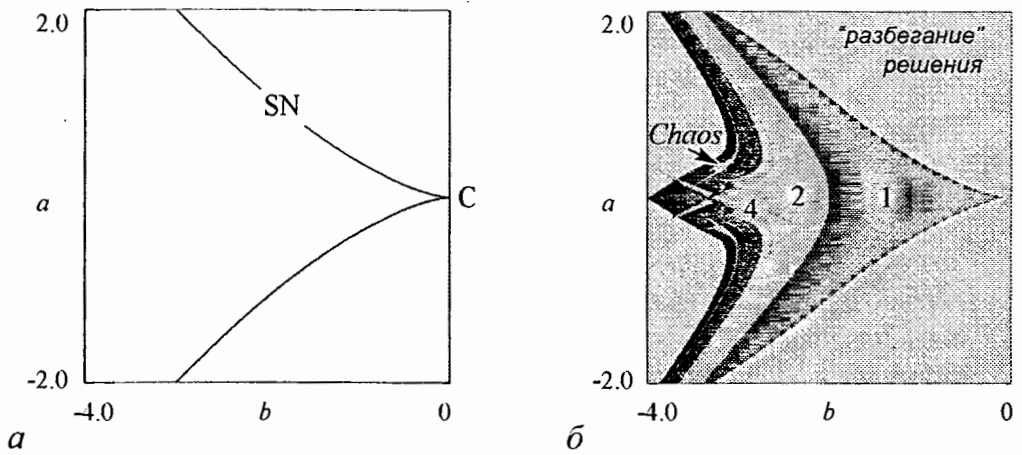 2.0
SN
a
C
-2.0
-4.0
b
0
а
2.0
"разбегание"
решения
Chaos
a
4
2
1
-2.0
-4.0
b
0
б